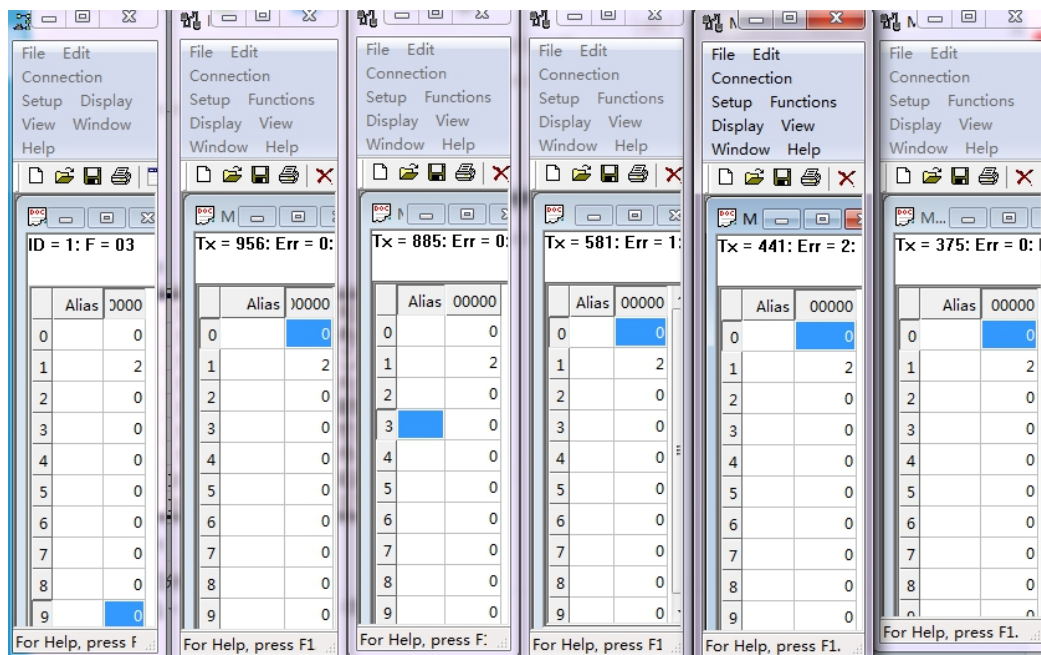 File Edit
Connection
Setup Display
View Window
Help
ID = 1: F = 03
Alias 0000
0 0
1 2
2 0
3 0
4 0
5 0
6 0
7 0
8 0
9 0
For Help, press F
File Edit
Connection
Setup Functions
Display View
Window Help
M
Tx = 956: Err = 0:
Alias 00000
0 0
1 2
2 0
3 0
4 0
5 0
6 0
7 0
8 0
9 0
For Help, press F1
File Edit
Connection
Setup Functions
Display View
Window Help
Tx = 885: Err = 0:
Alias 00000
0 0
1 2
2 0
3 0
4 0
5 0
6 0
7 0
8 0
9 0
For Help, press F
File Edit
Connection
Setup Functions
Display View
Window Help
Tx = 581: Err = 1:
Alias 00000
0 0
1 2
2 0
3 0
4 0
5 0
6 0
7 0
8 0
9 0
For Help, press F1
File Edit
Connection
Setup Functions
Display View
Window Help
M
Tx = 441: Err = 2:
Alias 00000
0 0
1 2
2 0
3 0
4 0
5 0
6 0
7 0
8 0
9 0
For Help, press F1.
File Edit
Connection
Setup Functions
Display View
Window Help
M...
Tx = 375: Err = 0:
Alias 00000
0 0
1 2
2 0
3 0
4 0
5 0
6 0
7 0
8 0
For Help, press F1.